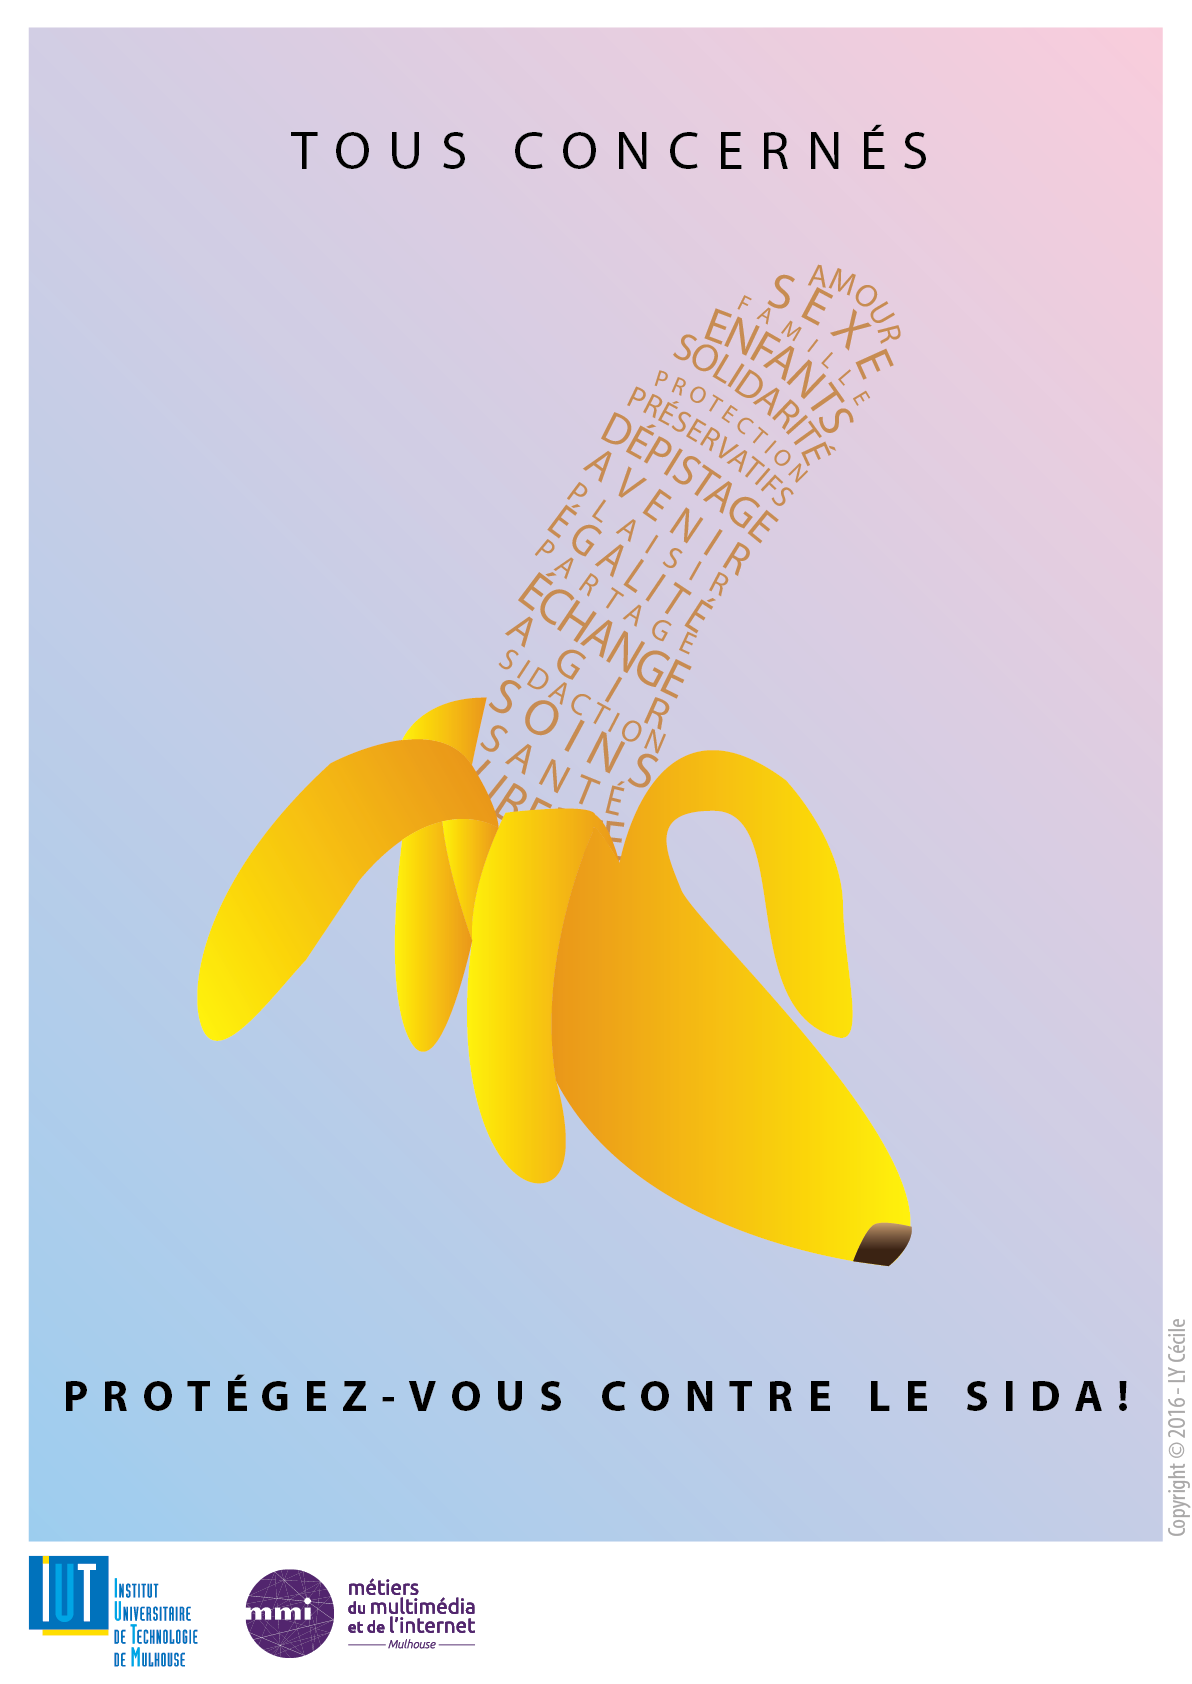 TOUS CONCERNÉS
AMOUR
SEXE
FAMILLE
ENFANTS
SOLIDARITÉ
PROTECTION
PRÉSERVATIFS
DÉPISTAGE
AVENIR
PLAISIR
ÉGALITÉ
PARTAGE
ÉCHANGE
AGIR
SIDACTION
SOINS
SANTÉ
PROTÉGEZ-VOUS CONTRE LE SIDA!
Copyright © 2016 - LY Cécile
IUT
INSTITUT
UNIVERSITAIRE
DE TECHNOLOGIE
DE MULHOUSE
mmi
métiers
du multimédia
et de l'internet
Mulhouse